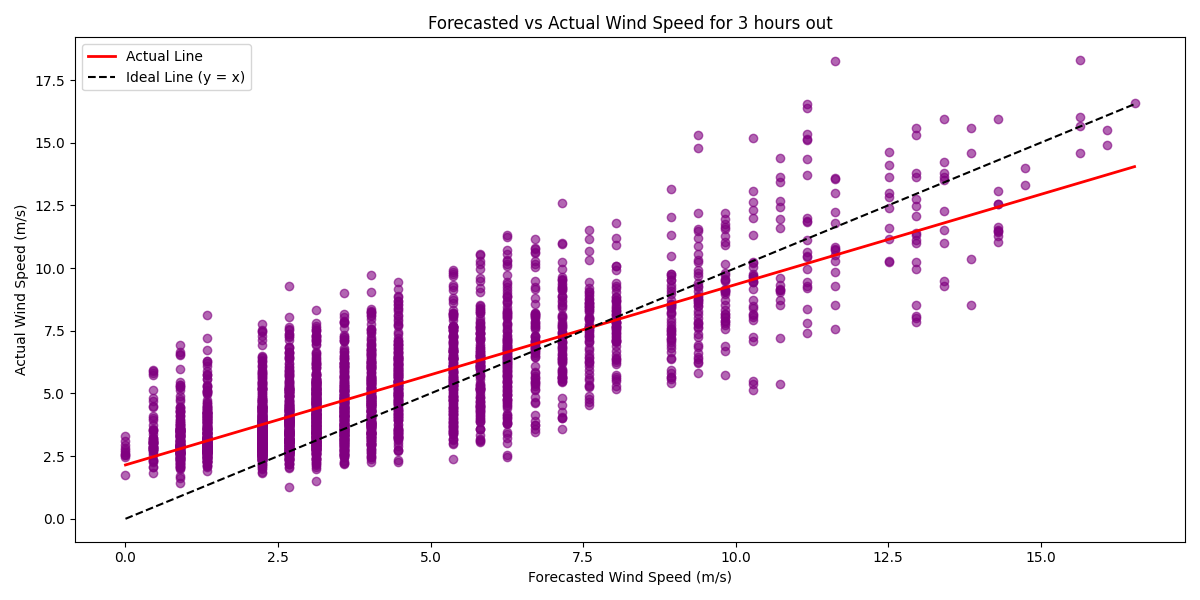 Forecasted vs Actual Wind Speed for 3 hours out
Actual Line
Ideal Line (y = x)
Actual Wind Speed (m/s)
17.5
15.0
12.5
10.0
7.5
5.0
2.5
0.0
0.0 2.5 5.0 7.5 10.0 12.5 15.0
Forecasted Wind Speed (m/s)